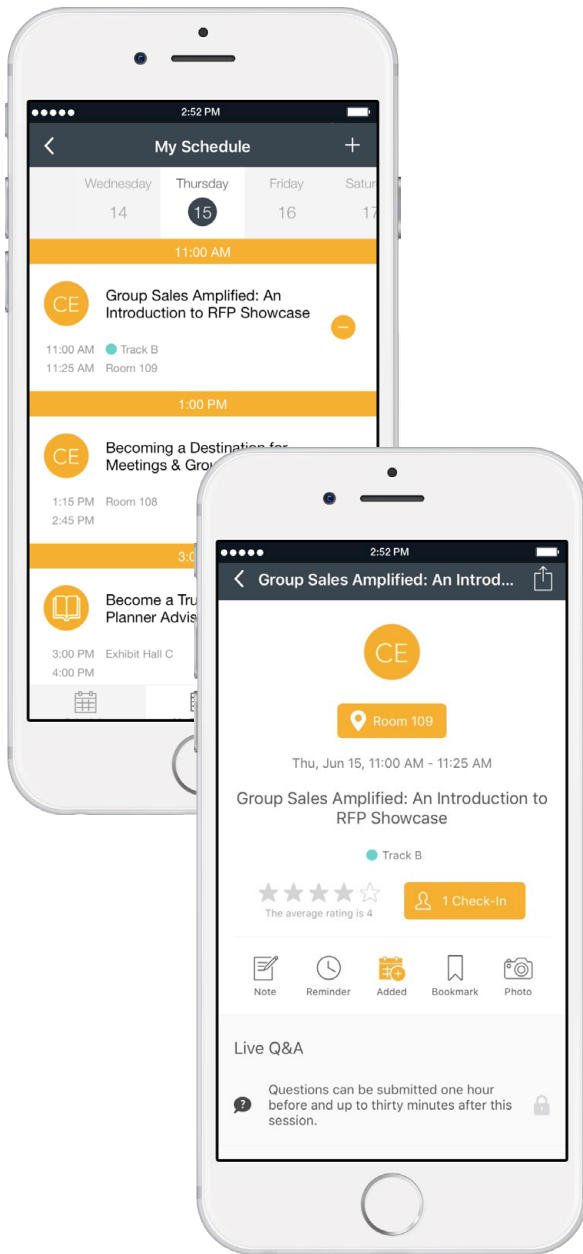 2:52 PM
My Schedule
Wednesday
Thursday
Friday
Satur
14
15
16
17
11:00 AM
CE
Group Sales Amplified: An
Introduction to RFP Showcase
11:00 AM Track B
11:25 AM Room 109
1:00 PM
CE
Becoming a Destination for
Meetings & Grou
1:15 PM Room 108
2:45 PM
3:0
Become a Tru
Planner Advis
3:00 PM Exhibit Hall C
4:00 PM
2:52 PM
Group Sales Amplified: An Introd...
CE
Room 109
Thu, Jun 15, 11:00 AM - 11:25 AM
Group Sales Amplified: An Introduction to
RFP Showcase
Track B
The average rating is 4
1 Check-In
Note
Reminder
Added
Bookmark
Photo
Live Q&A
Questions can be submitted one hour
before and up to thirty minutes after this
session.